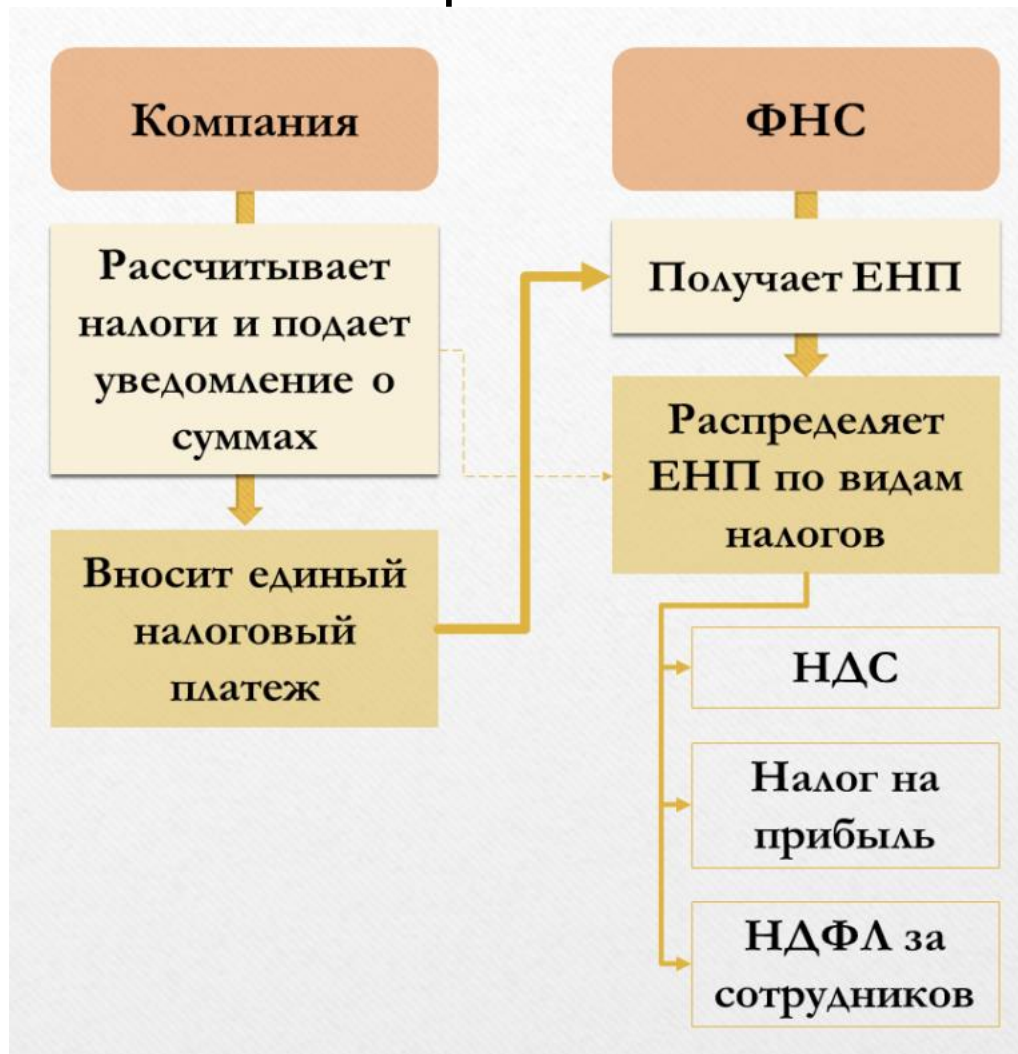 Компания
Рассчитывает
налоги и подает
уведомление о
суммах
Вносит единый
налоговый
платеж
ФНС
Получает ЕНП
Распределяет
ЕНП по видам
налогов
НДС
Налог на
прибыль
НДФЛ за
сотрудников